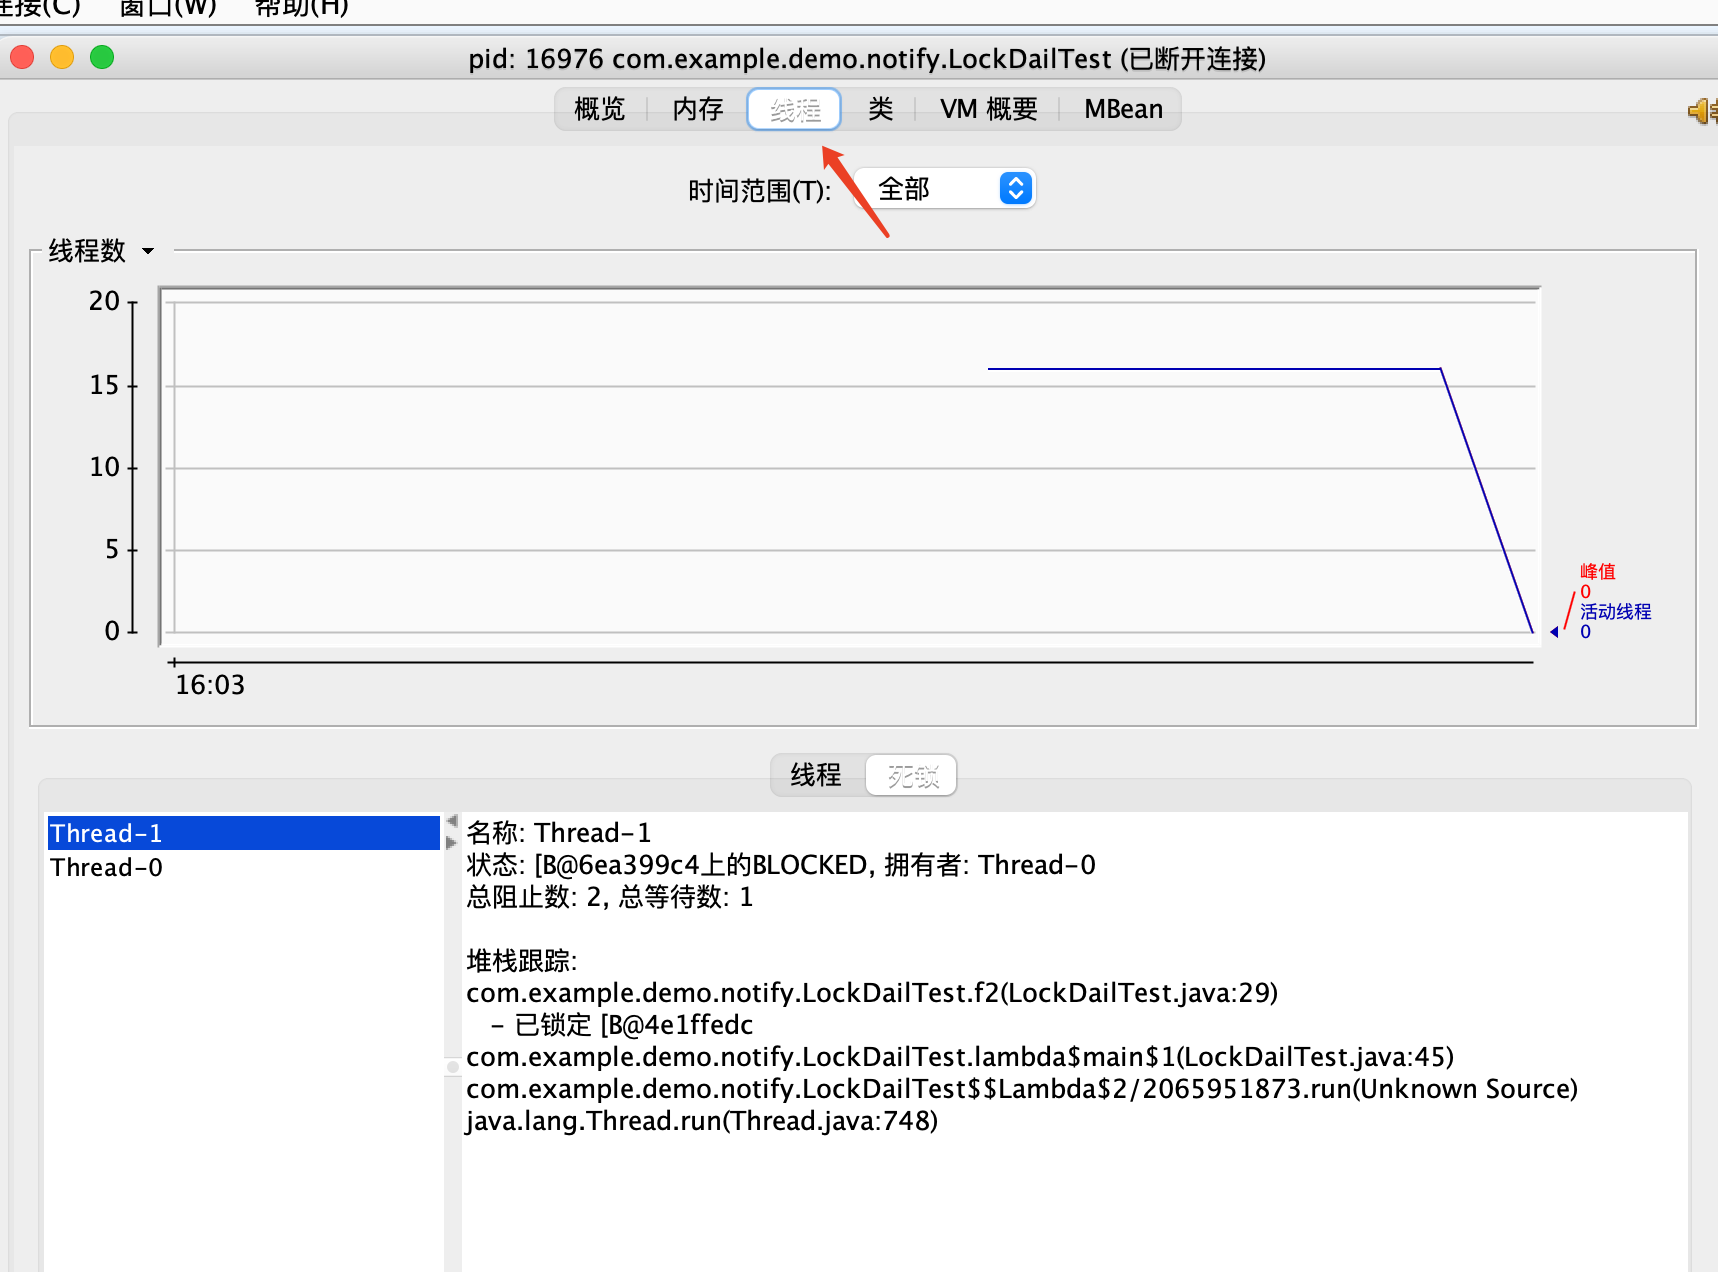 连接(C) 窗口(W) 帮助(H)
pid: 16976 com.example.demo.notify.LockDailTest (已断开连接)
概览 内存 线程 类 VM 概要 MBean
时间范围(T): 全部
线程数
20
15
10
5
0
峰值
0
活动线程
0
16:03
线程 死锁
Thread-1
Thread-0
名称: Thread-1
状态: [B@6ea399c4上的BLOCKED, 拥有者: Thread-0
总阻止数: 2, 总等待数: 1
堆栈跟踪:
com.example.demo.notify.LockDailTest.f2(LockDailTest.java:29)
- 已锁定 [B@4e1ffedc
com.example.demo.notify.LockDailTest.lambda$main$1(LockDailTest.java:45)
com.example.demo.notify.LockDailTest$$Lambda$2/2065951873.run(Unknown Source)
java.lang.Thread.run(Thread.java:748)